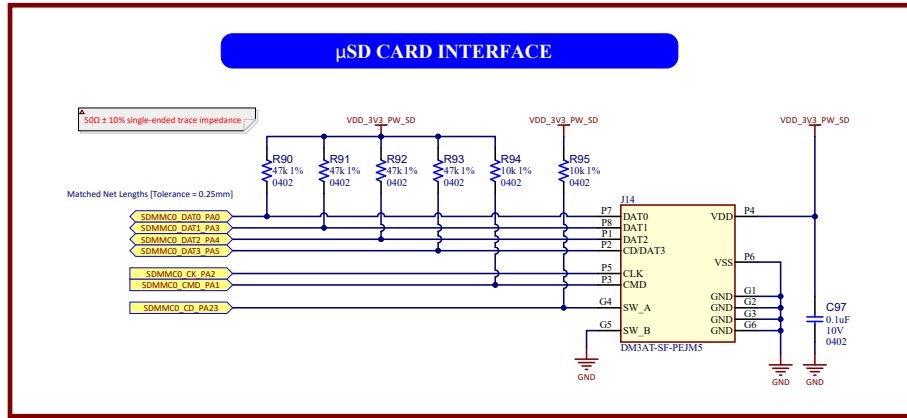 µSD CARD INTERFACE
50Ω ± 10% single-ended trace impedance
VDD_3V3_PW_SD
VDD_3V3_PW_SD
VDD_3V3_PW_SD
R90
47k 1%
0402
R91
47k 1%
0402
R92
47k 1%
0402
R93
47k 1%
0402
R94
10k 1%
0402
R95
10k 1%
0402
Matched Net Lengths [Tolerance = 0.25mm]
SDMMC0_DAT0_PA0
SDMMC0_DAT1_PA3
SDMMC0_DAT2_PA4
SDMMC0_DAT3_PA5
SDMMC0_CK_PA2
SDMMC0_CMD_PA1
SDMMC0_CD_PA23
J14
P7 DAT0
P8 DAT1
P1 DAT2
P2 CD/DAT3
P5 CLK
P3 CMD
G4 SW_A
G5 SW_B
VDD P4
VSS P6
GND G1
GND G2
GND G3
GND G6
DM3AT-SF-PEJM5
C97
0.1uF
10V
0402
GND
GND
GND